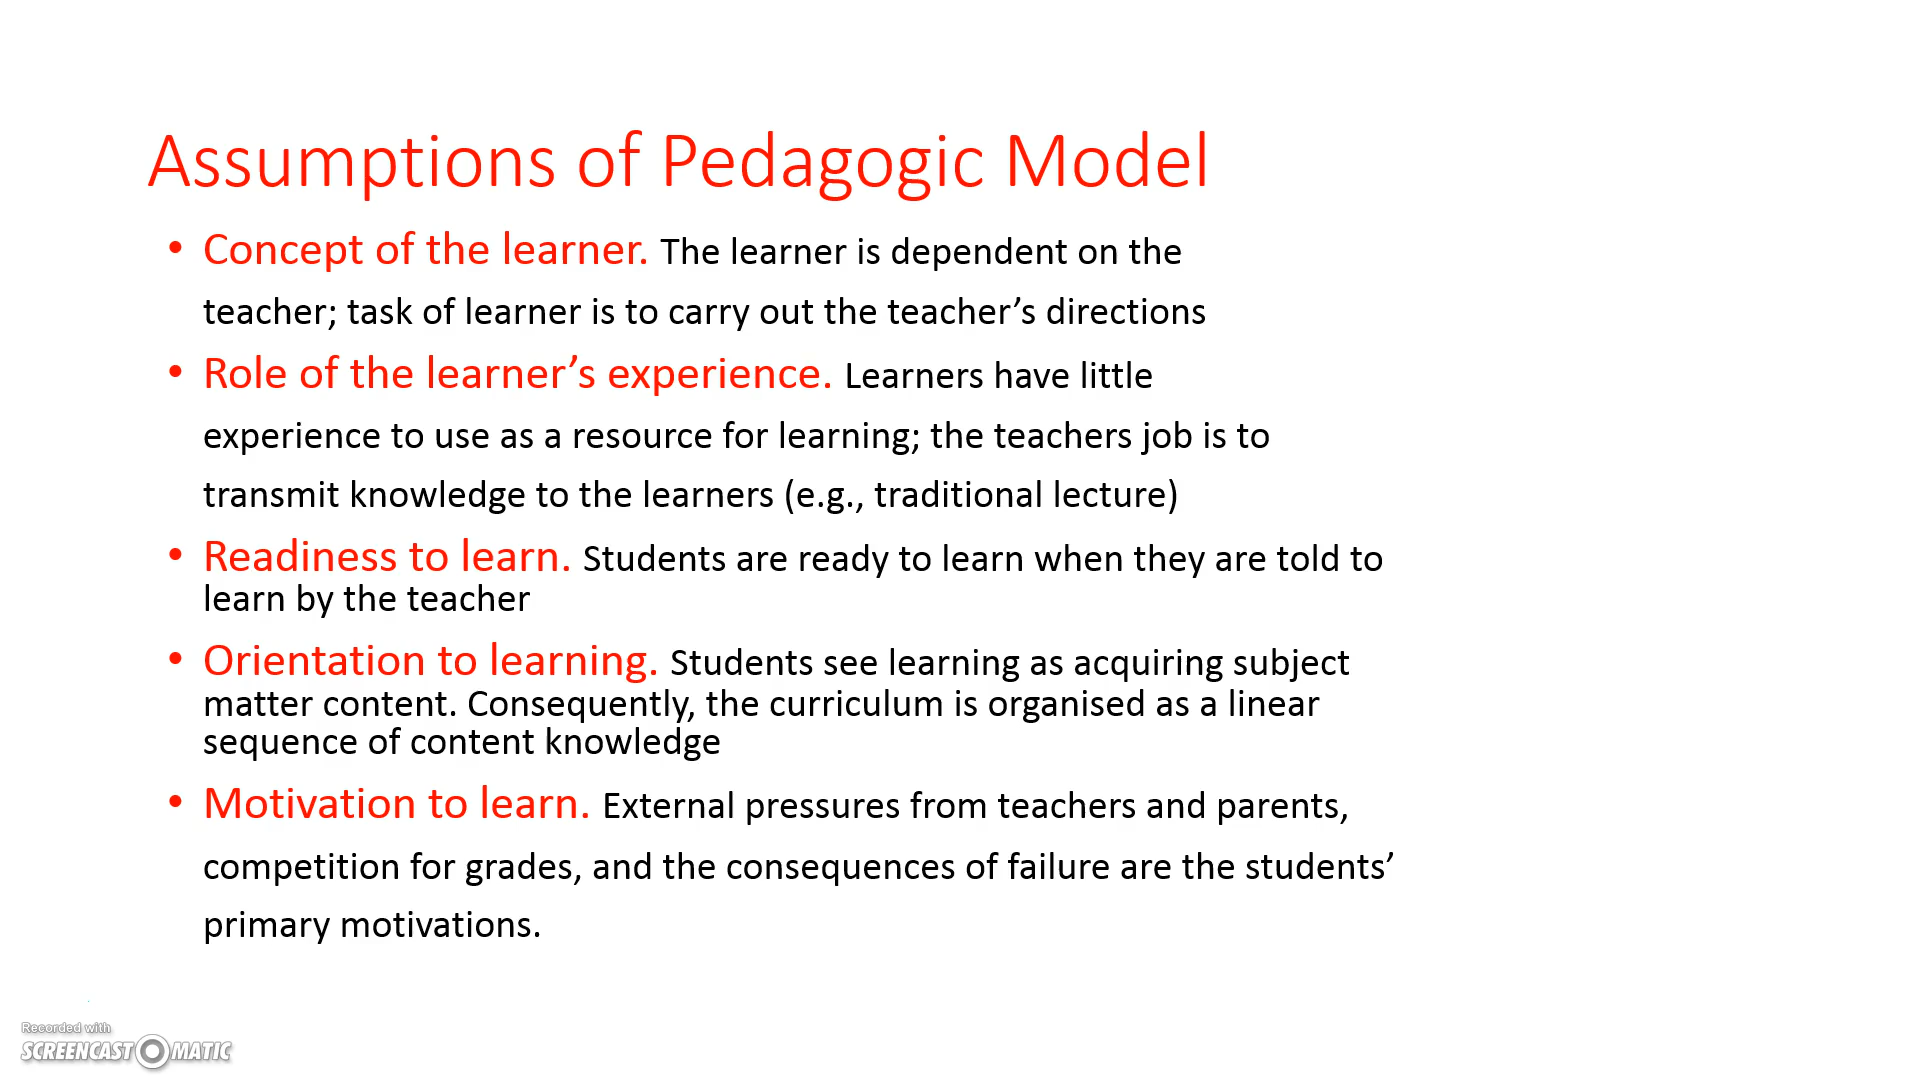 Assumptions of Pedagogic Model
• Concept of the learner. The learner is dependent on the
teacher; task of learner is to carry out the teacher’s directions
• Role of the learner’s experience. Learners have little
experience to use as a resource for learning; the teachers job is to
transmit knowledge to the learners (e.g., traditional lecture)
• Readiness to learn. Students are ready to learn when they are told to
learn by the teacher
• Orientation to learning. Students see learning as acquiring subject
matter content. Consequently, the curriculum is organised as a linear
sequence of content knowledge
• Motivation to learn. External pressures from teachers and parents,
competition for grades, and the consequences of failure are the students’
primary motivations.
Recorded with
SCREENCAST MATIC